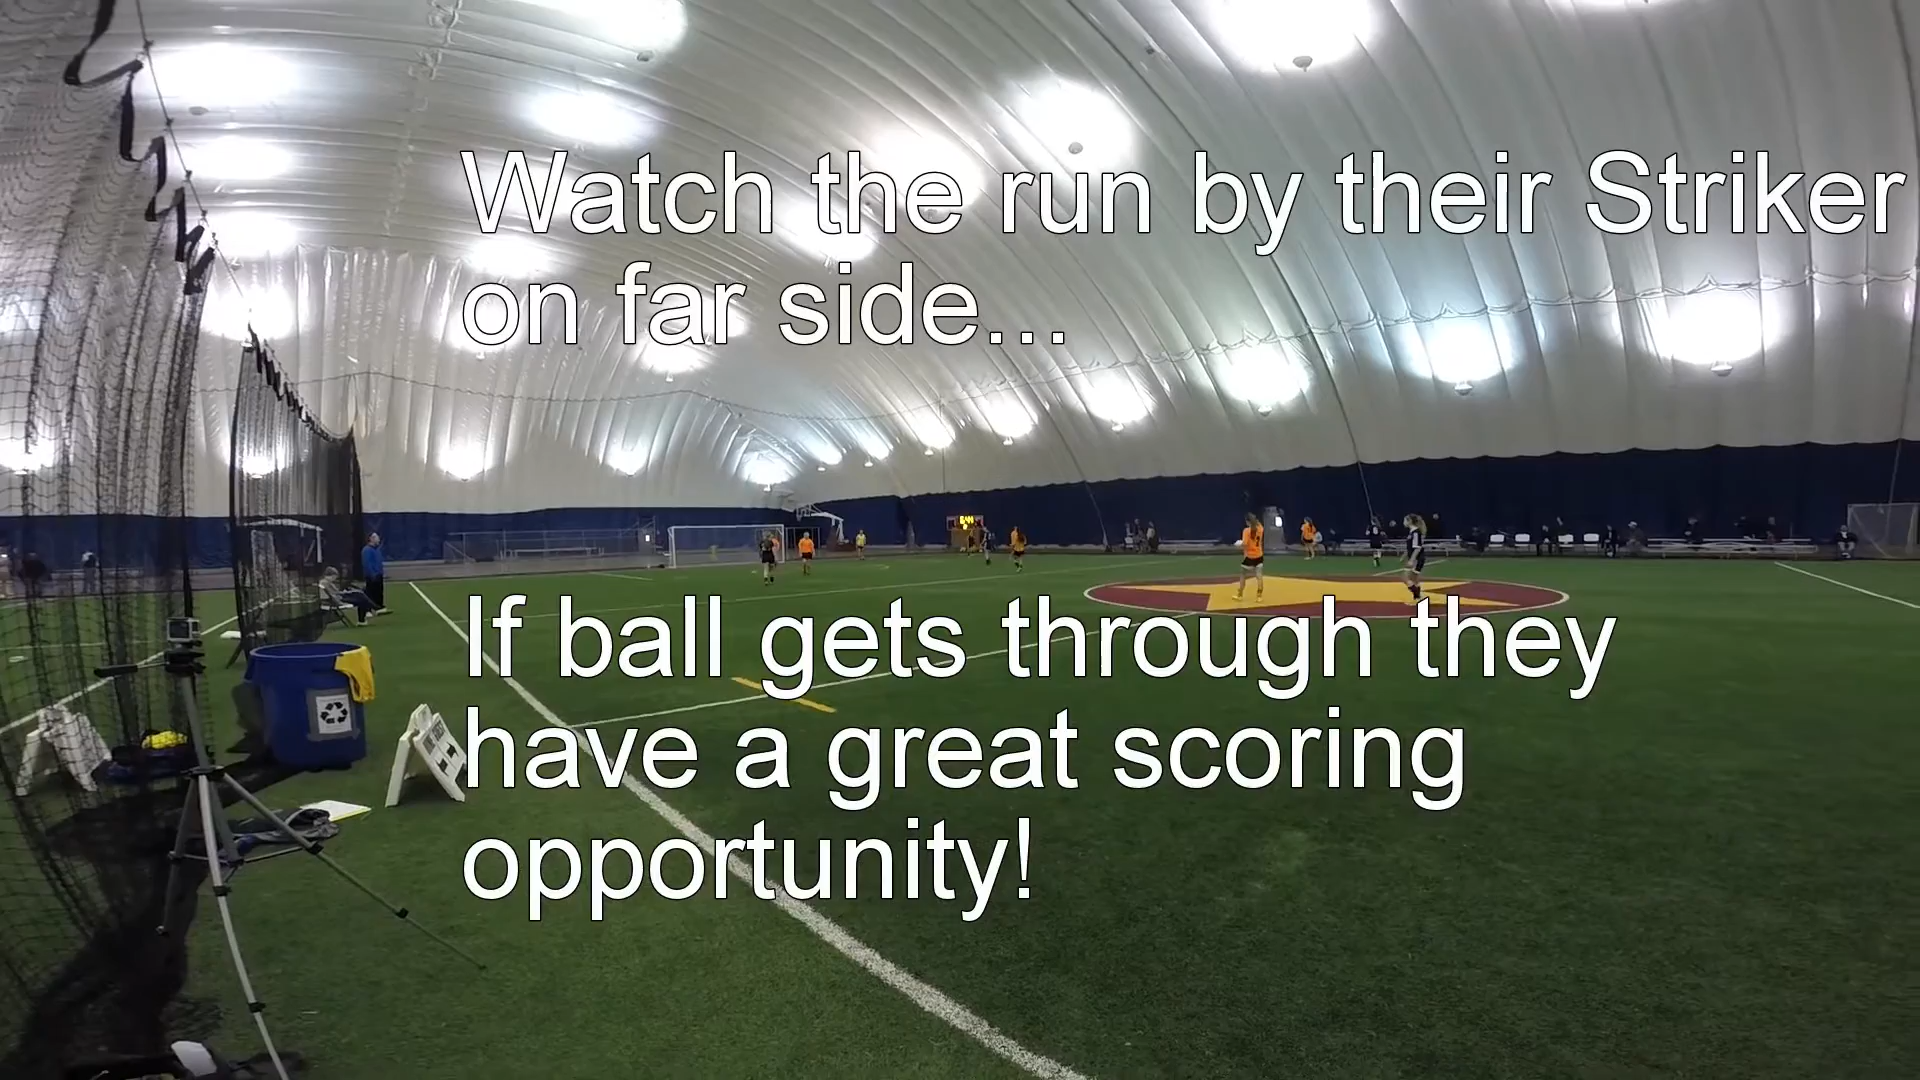 Watch the run by their Striker
on far side...
If ball gets through they
have a great scoring
opportunity!